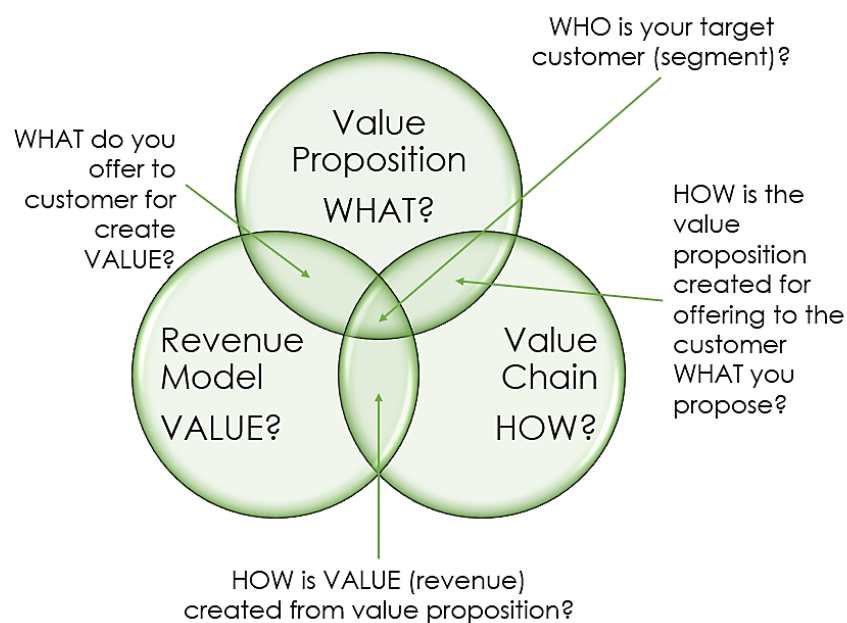 WHO is your target
customer (segment)?
Value
Proposition
WHAT?
WHAT do you
offer to
customer for
create
VALUE?
HOW is the
value
proposition
created for
offering to the
customer
WHAT you
propose?
Revenue
Model
VALUE?
Value
Chain
HOW?
HOW is VALUE (revenue)
created from value proposition?